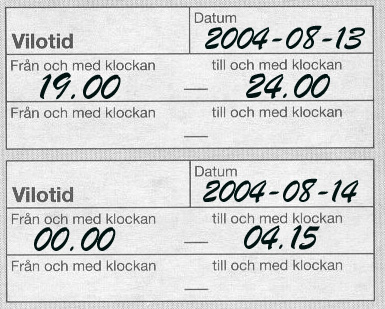 Datum
Vilotid 2004-08-13
Från och med klockan till och med klockan
19.00 — 24.00
Från och med klockan till och med klockan
—
Datum
Vilotid 2004-08-14
Från och med klockan till och med klockan
00.00 — 04.15
Från och med klockan till och med klockan
—